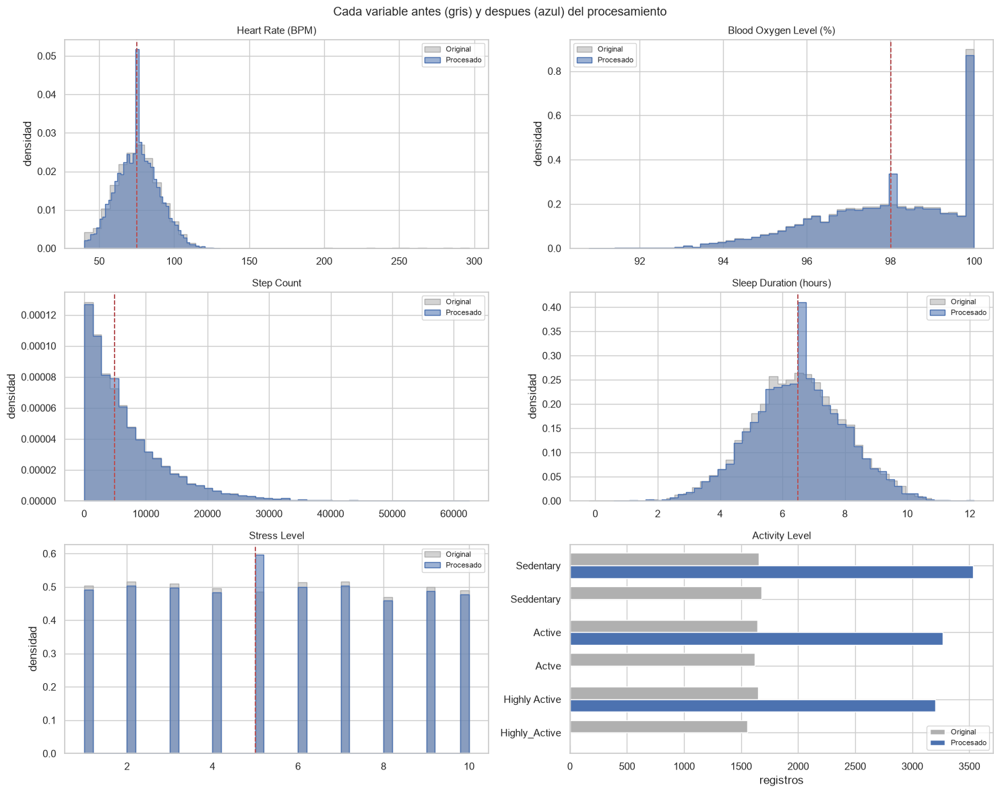 Cada variable antes (gris) y despues (azul) del procesamiento
Heart Rate (BPM)
densidad
0.05
0.04
0.03
0.02
0.01
0.00
50
100
150
200
250
300
Original
Procesado
Blood Oxygen Level (%)
densidad
0.8
0.6
0.4
0.2
0.0
92
94
96
98
100
Original
Procesado
Step Count
densidad
0.00012
0.00010
0.00008
0.00006
0.00004
0.00002
0.00000
0
10000
20000
30000
40000
50000
60000
Original
Procesado
Sleep Duration (hours)
densidad
0.40
0.35
0.30
0.25
0.20
0.15
0.10
0.05
0.00
0
2
4
6
8
10
12
Original
Procesado
Stress Level
densidad
0.6
0.5
0.4
0.3
0.2
0.1
0.0
2
4
6
8
10
Original
Procesado
Activity Level
Sedentary
Seddentary
Active
Actve
Highly Active
Highly_Active
0
500
1000
1500
2000
2500
3000
3500
registros
Original
Procesado